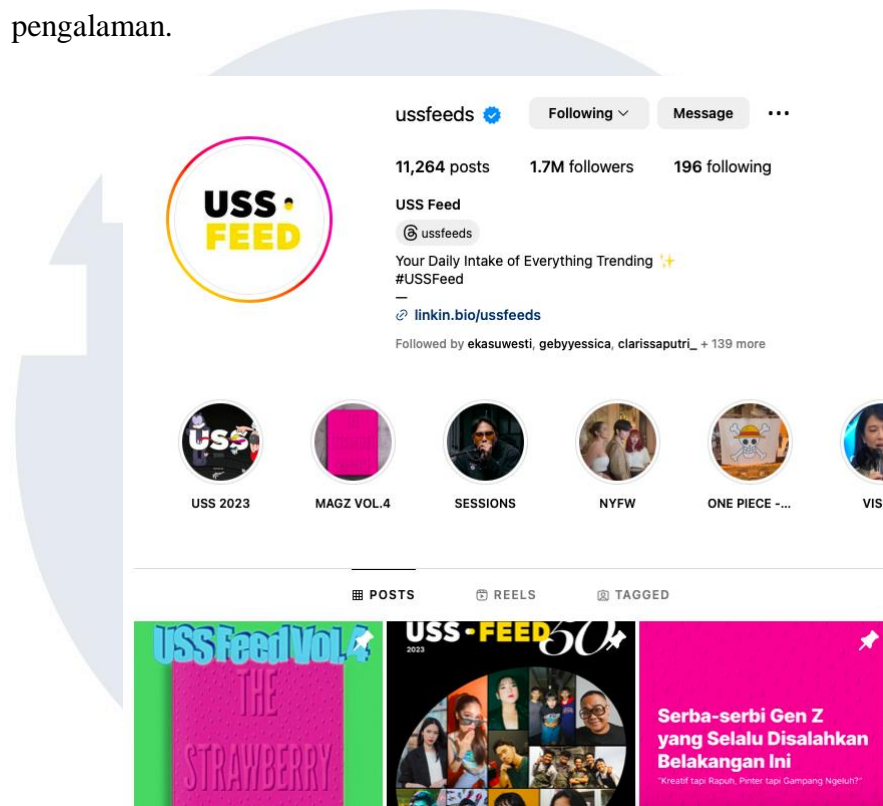 pengalaman.
ussfeeds Following Message
11,264 posts 1.7M followers 196 following
USS FEED
USS Feed
ussfeeds
Your Daily Intake of Everything Trending ✨
#USSFeed
—
linkin.bio/ussfeeds
Followed by ekasuwesti, gebyyessica, clarissaputri_ + 139 more
USS
USS 2023 MAGZ VOL.4 SESSIONS NYFW ONE PIECE -... VIS
POSTS REELS TAGGED
USS Feed Vol.4
THE
STRAWBERRY
USS FEED 50
2023
Serba-serbi Gen Z
yang Selalu Disalahkan
Belakangan Ini
"Kreatif tapi Rapuh, Pinter tapi Gampang Ngeluh?"